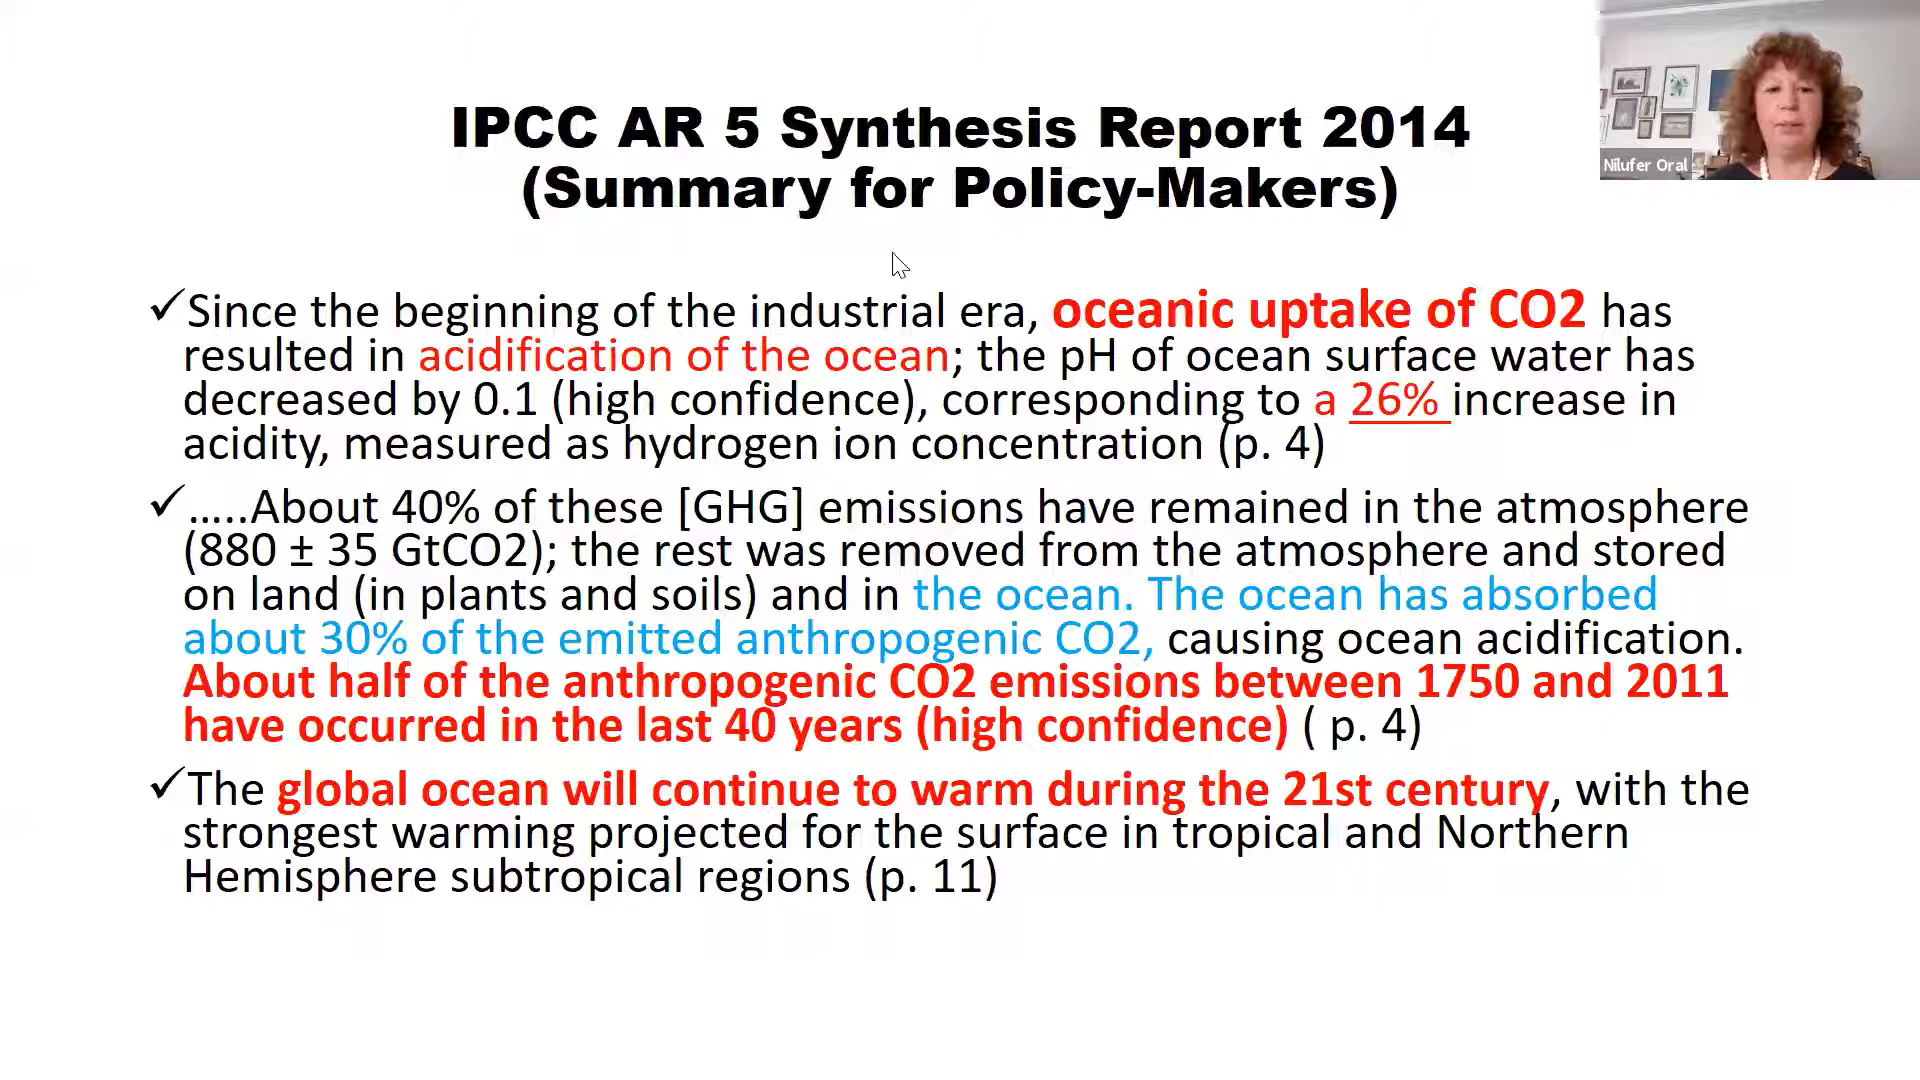 IPCC AR 5 Synthesis Report 2014
(Summary for Policy-Makers)
Nilufer Oral
✓Since the beginning of the industrial era, oceanic uptake of CO2 has
resulted in acidification of the ocean; the pH of ocean surface water has
decreased by 0.1 (high confidence), corresponding to a 26% increase in
acidity, measured as hydrogen ion concentration (p. 4)
✓…..About 40% of these [GHG] emissions have remained in the atmosphere
(880 ± 35 GtCO2); the rest was removed from the atmosphere and stored
on land (in plants and soils) and in the ocean. The ocean has absorbed
about 30% of the emitted anthropogenic CO2, causing ocean acidification.
About half of the anthropogenic CO2 emissions between 1750 and 2011
have occurred in the last 40 years (high confidence) ( p. 4)
✓The global ocean will continue to warm during the 21st century, with the
strongest warming projected for the surface in tropical and Northern
Hemisphere subtropical regions (p. 11)